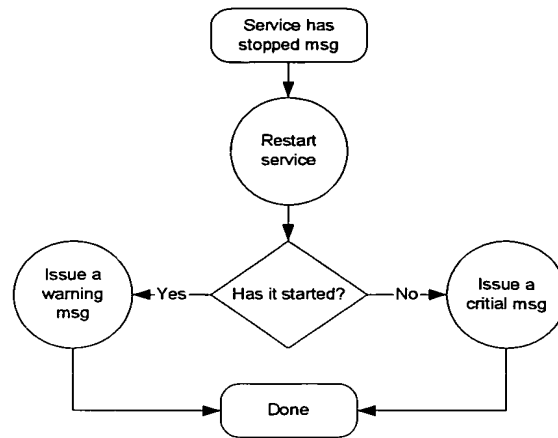 Service has
stopped msg
Restart
service
Issue a
warning
msg
Yes
Has it started?
No
Issue a
critial msg
Done